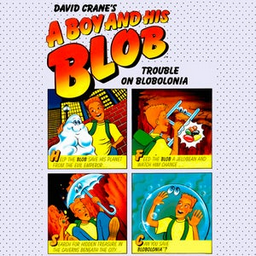 DAVID CRANE'S
A BOY AND HIS
BLOB
TROUBLE
ON BLOBOLONIA
HELP THE BLOB SAVE HIS PLANET
FROM THE EVIL EMPEROR.
FEED THE BLOB A JELLYBEAN AND
WATCH HIM CHANGE.
SEARCH FOR HIDDEN TREASURE IN
THE CAVERNS BENEATH THE CITY.
CAN YOU SAVE
BLOBOLONIA?!